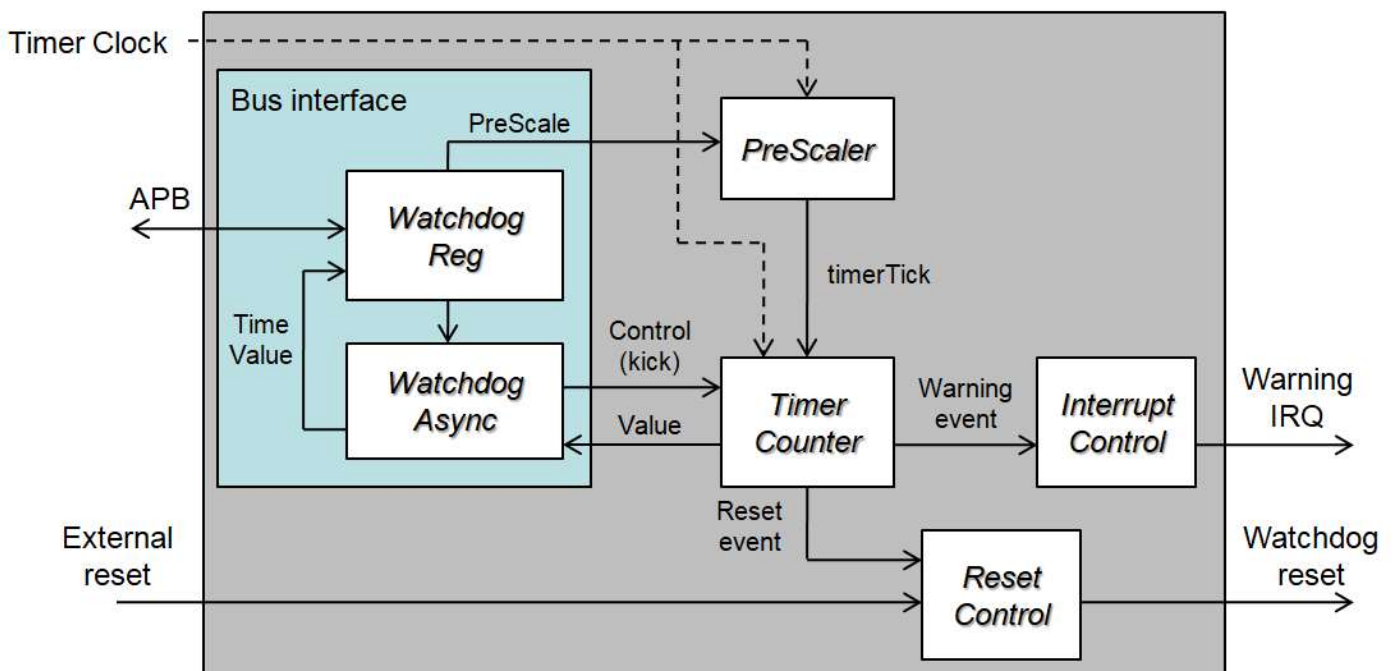 Timer Clock
Bus interface
PreScale
PreScaler
APB
Watchdog
Reg
timerTick
Time
Value
Control
(kick)
Watchdog
Async
Value
Timer
Counter
Warning
event
Interrupt
Control
Warning
IRQ
Reset
event
External
reset
Reset
Control
Watchdog
reset